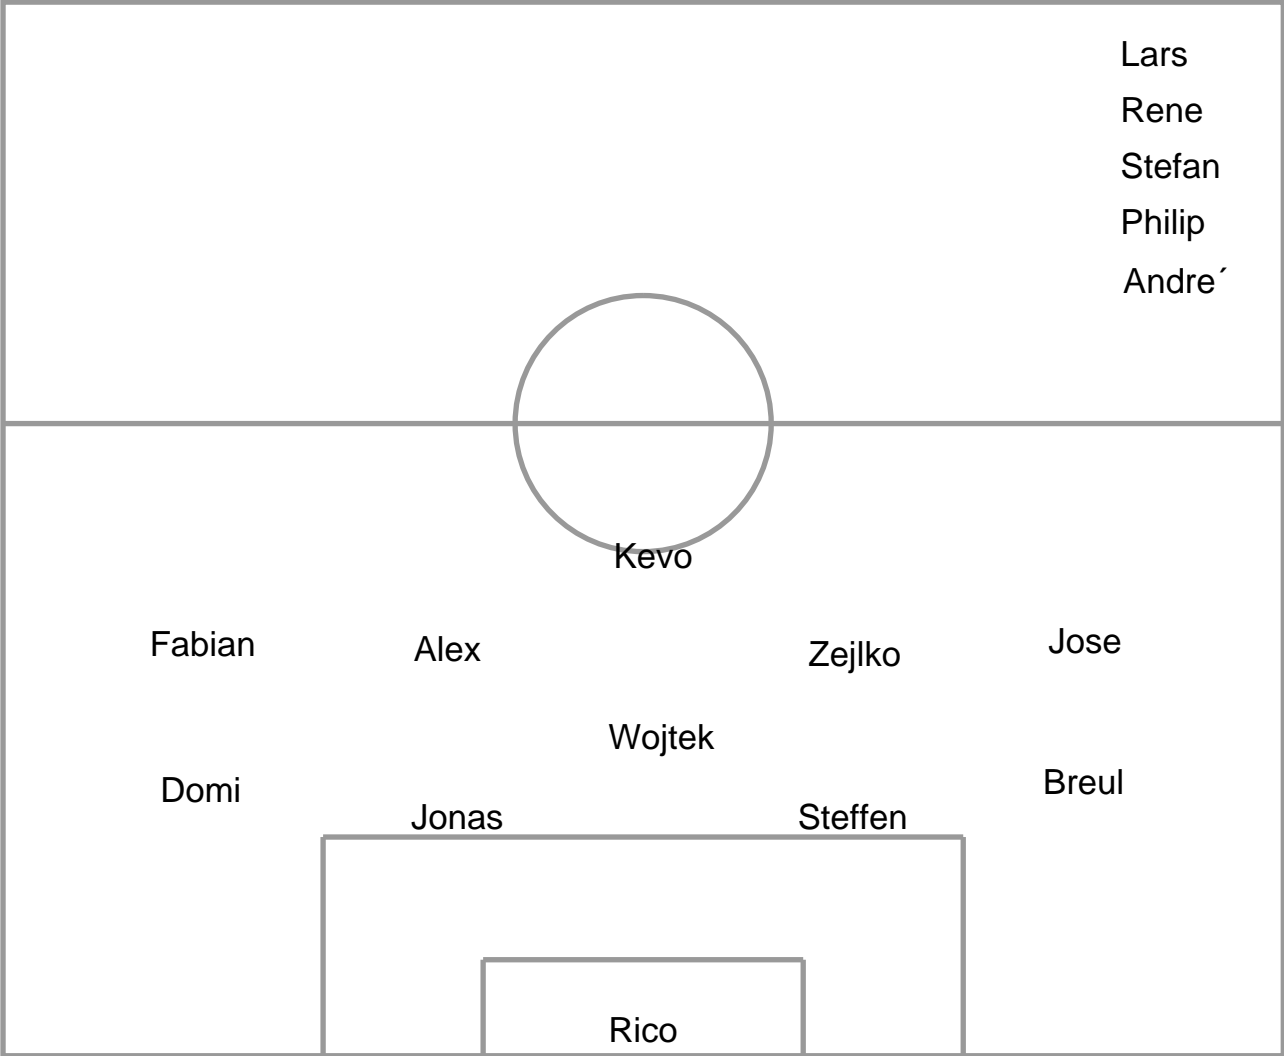 Lars
Rene
Stefan
Philip
Andre´
Kevo
Fabian Alex Zejlko Jose
Wojtek
Domi Breul
Jonas Steffen
Rico